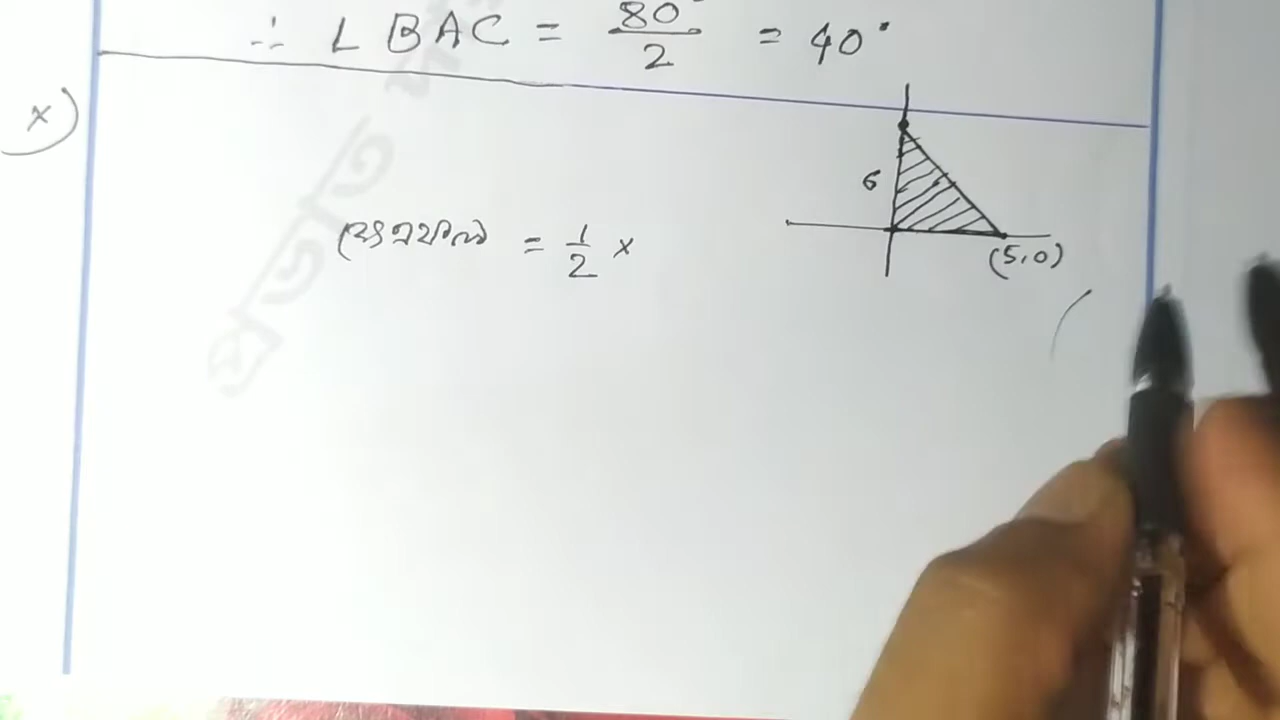 ∴ ∠BAC = 80°/2 = 40°
x)
6
ক্ষেত্রফল = 1/2 ×
(5,0)